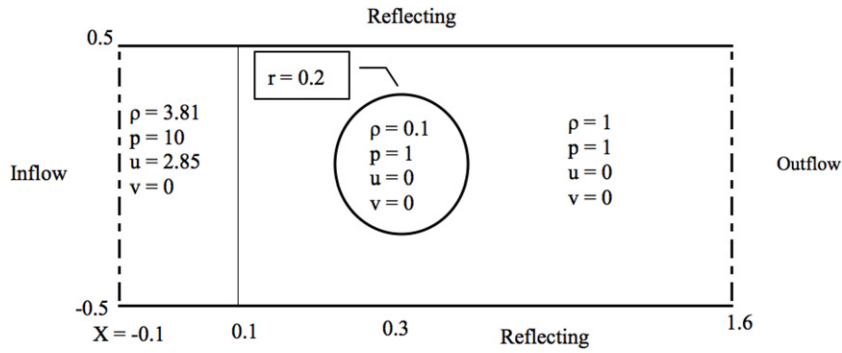 Reflecting
0.5
r = 0.2
ρ = 3.81
p = 10
u = 2.85
v = 0
ρ = 0.1
p = 1
u = 0
v = 0
ρ = 1
p = 1
u = 0
v = 0
Inflow
Outflow
-0.5
X = -0.1
0.1
0.3
Reflecting
1.6